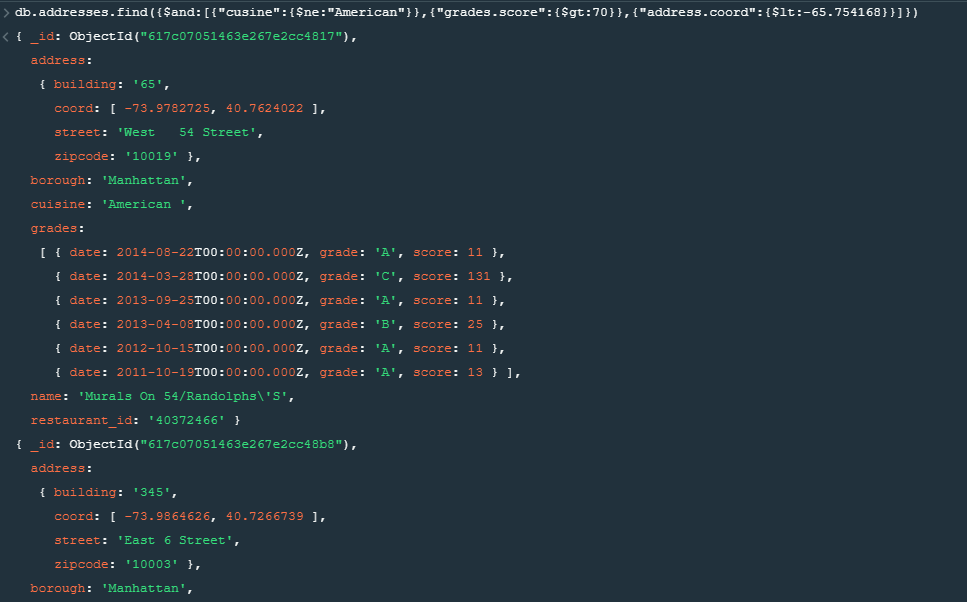 > db.addresses.find({$and:[{"cusine":{$ne:"American"}},{"grades.score":{$gt:70}},{"address.coord":{$lt:-65.754168}}]})
< { _id: ObjectId("617c07051463e267e2cc4817"),
address:
{ building: '65',
coord: [ -73.9782725, 40.7624022 ],
street: 'West   54 Street',
zipcode: '10019' },
borough: 'Manhattan',
cuisine: 'American ',
grades:
[ { date: 2014-08-22T00:00:00.000Z, grade: 'A', score: 11 },
{ date: 2014-03-28T00:00:00.000Z, grade: 'C', score: 131 },
{ date: 2013-09-25T00:00:00.000Z, grade: 'A', score: 11 },
{ date: 2013-04-08T00:00:00.000Z, grade: 'B', score: 25 },
{ date: 2012-10-15T00:00:00.000Z, grade: 'A', score: 11 },
{ date: 2011-10-19T00:00:00.000Z, grade: 'A', score: 13 } ],
name: 'Murals On 54/Randolphs\'S',
restaurant_id: '40372466' }
{ _id: ObjectId("617c07051463e267e2cc48b8"),
address:
{ building: '345',
coord: [ -73.9864626, 40.7266739 ],
street: 'East 6 Street',
zipcode: '10003' },
borough: 'Manhattan',